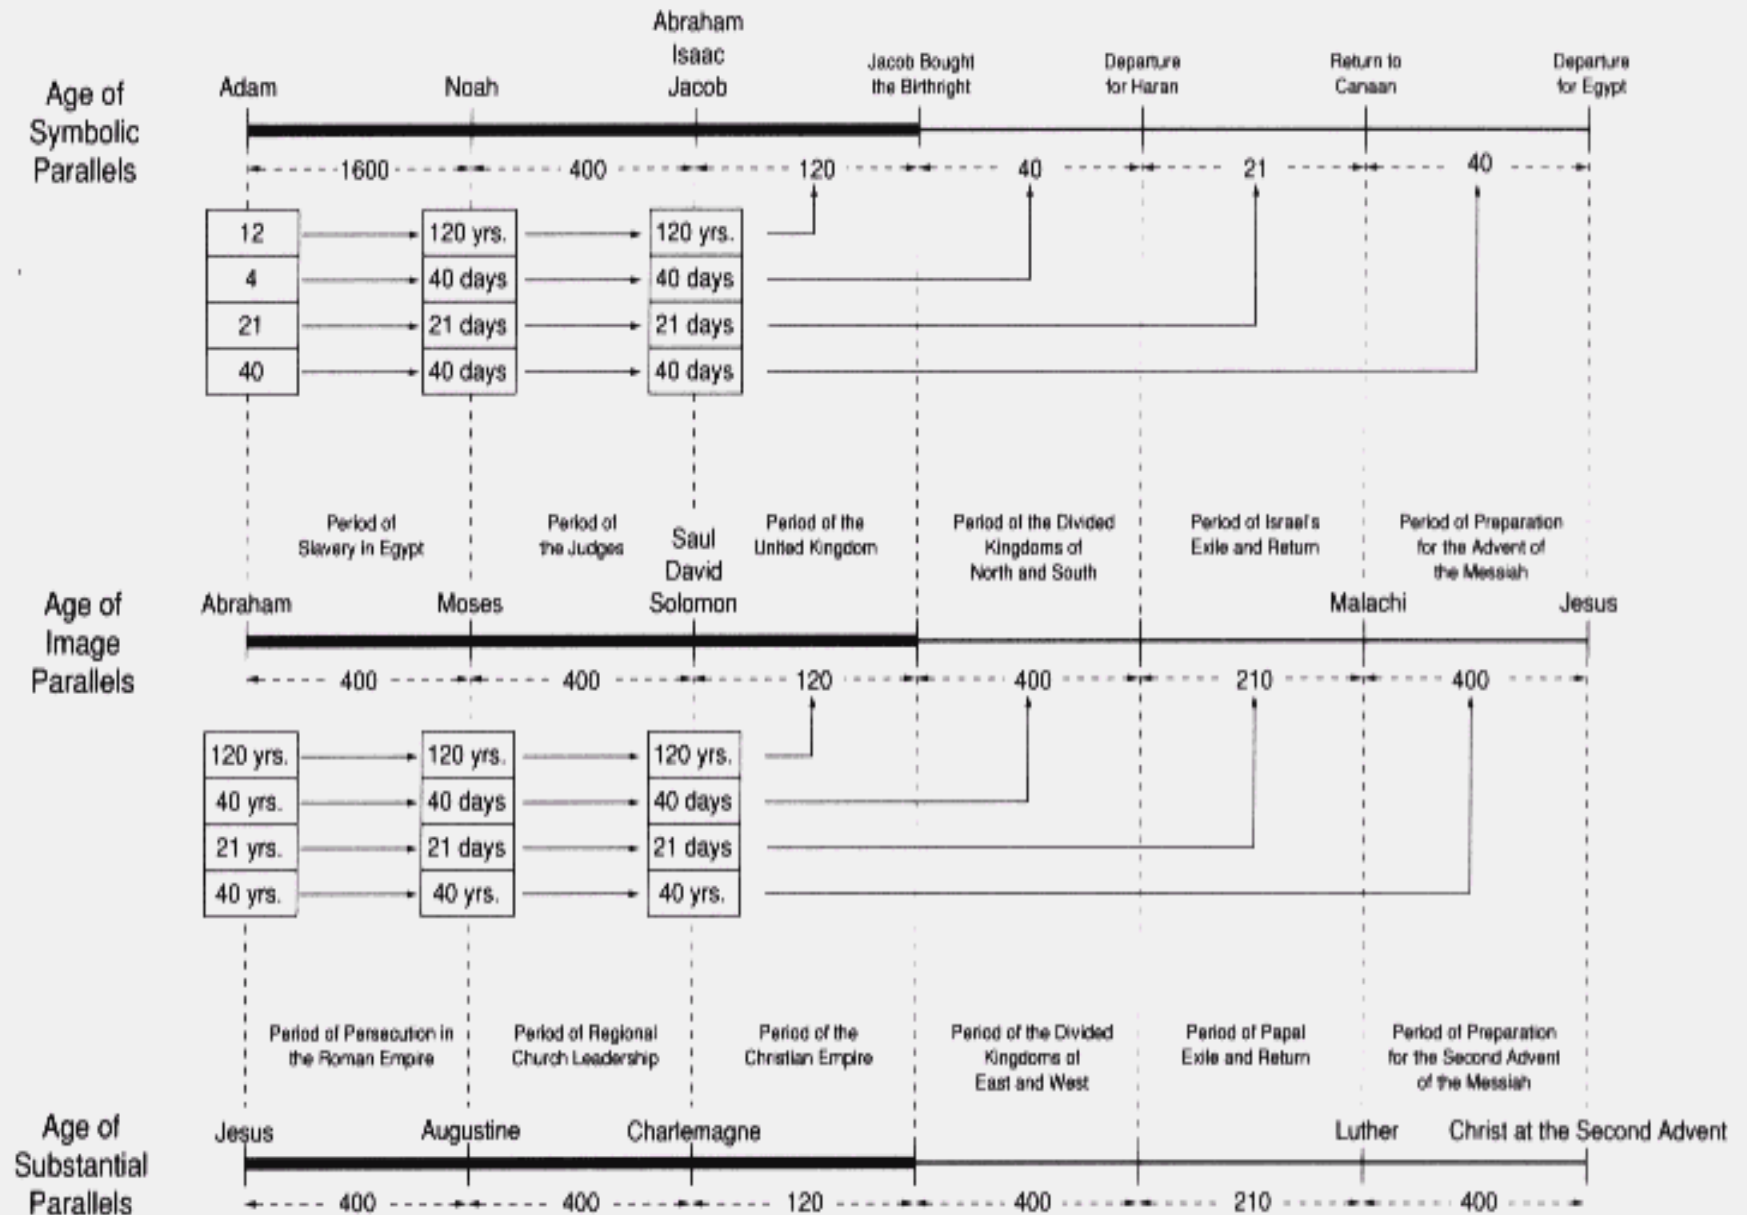 Abraham
Isaac
Jacob
Adam
Noah
Jacob Bought
the Birthright
Departure
for Haran
Return to
Canaan
Departure
for Egypt
Age of
Symbolic
Parallels
1600
400
120
40
21
40
12
120 yrs.
120 yrs.
4
40 days
40 days
21
21 days
21 days
40
40 days
40 days
Period of
Slavery in Egypt
Period of
the Judges
Saul
David
Solomon
Period of the
United Kingdom
Period of the Divided
Kingdoms of
North and South
Period of Israel's
Exile and Return
Period of Preparation
for the Advent of
the Messiah
Age of
Image
Parallels
Abraham
Moses
Malachi
Jesus
400
400
120
400
210
400
120 yrs.
120 yrs.
120 yrs.
40 yrs.
40 days
40 days
21 yrs.
21 days
21 days
40 yrs.
40 yrs.
40 yrs.
Period of Persecution in
the Roman Empire
Period of Regional
Church Leadership
Period of the
Christian Empire
Period of the Divided
Kingdoms of
East and West
Period of Papal
Exile and Return
Period of Preparation
for the Second Advent
of the Messiah
Age of
Substantial
Parallels
Jesus
Augustine
Charlemagne
Luther
Christ at the Second Advent
400
400
120
400
210
400